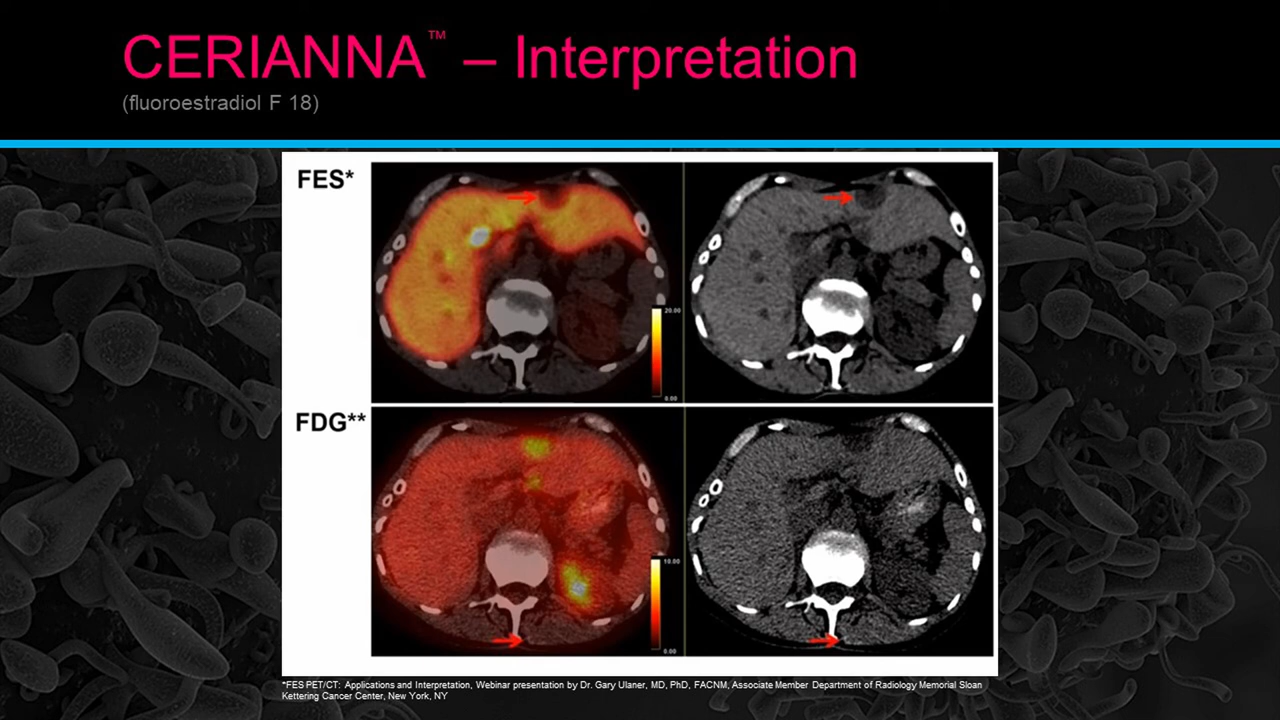 CERIANNA™ – Interpretation
(fluoroestradiol F 18)
FES*
20.00
0.00
FDG**
10.00
0.00
*FES PET/CT: Applications and Interpretation, Webinar presentation by Dr. Gary Ulaner, MD, PhD, FACNM, Associate Member Department of Radiology Memorial Sloan
Kettering Cancer Center, New York, NY